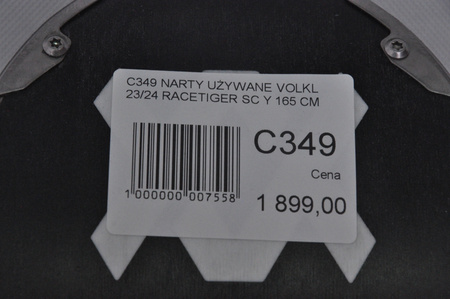 C349 NARTY UŻYWANE VOLKL
23/24 RACETIGER SC Y 165 CM
C349
Cena
1 899,00
1 000000 007558